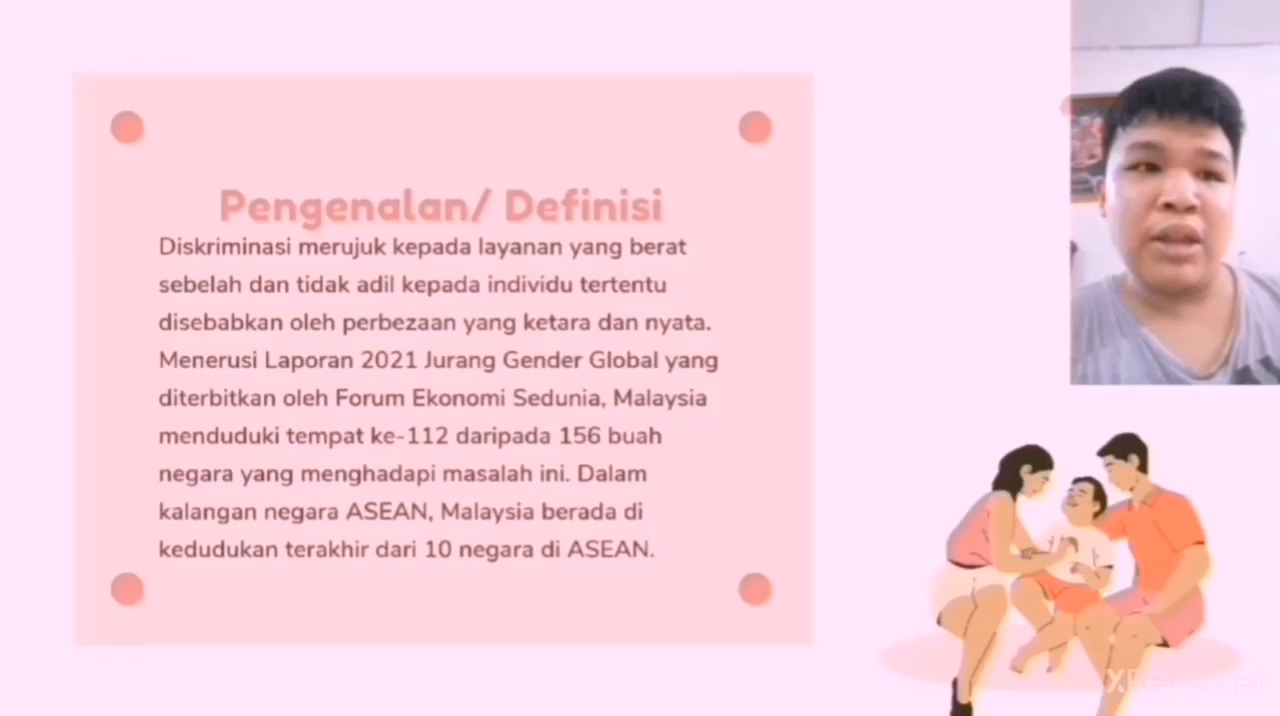 Pengenalan/ Definisi
Diskriminasi merujuk kepada layanan yang berat
sebelah dan tidak adil kepada individu tertentu
disebabkan oleh perbezaan yang ketara dan nyata.
Menerusi Laporan 2021 Jurang Gender Global yang
diterbitkan oleh Forum Ekonomi Sedunia, Malaysia
menduduki tempat ke-112 daripada 156 buah
negara yang menghadapi masalah ini. Dalam
kalangan negara ASEAN, Malaysia berada di
kedudukan terakhir dari 10 negara di ASEAN.